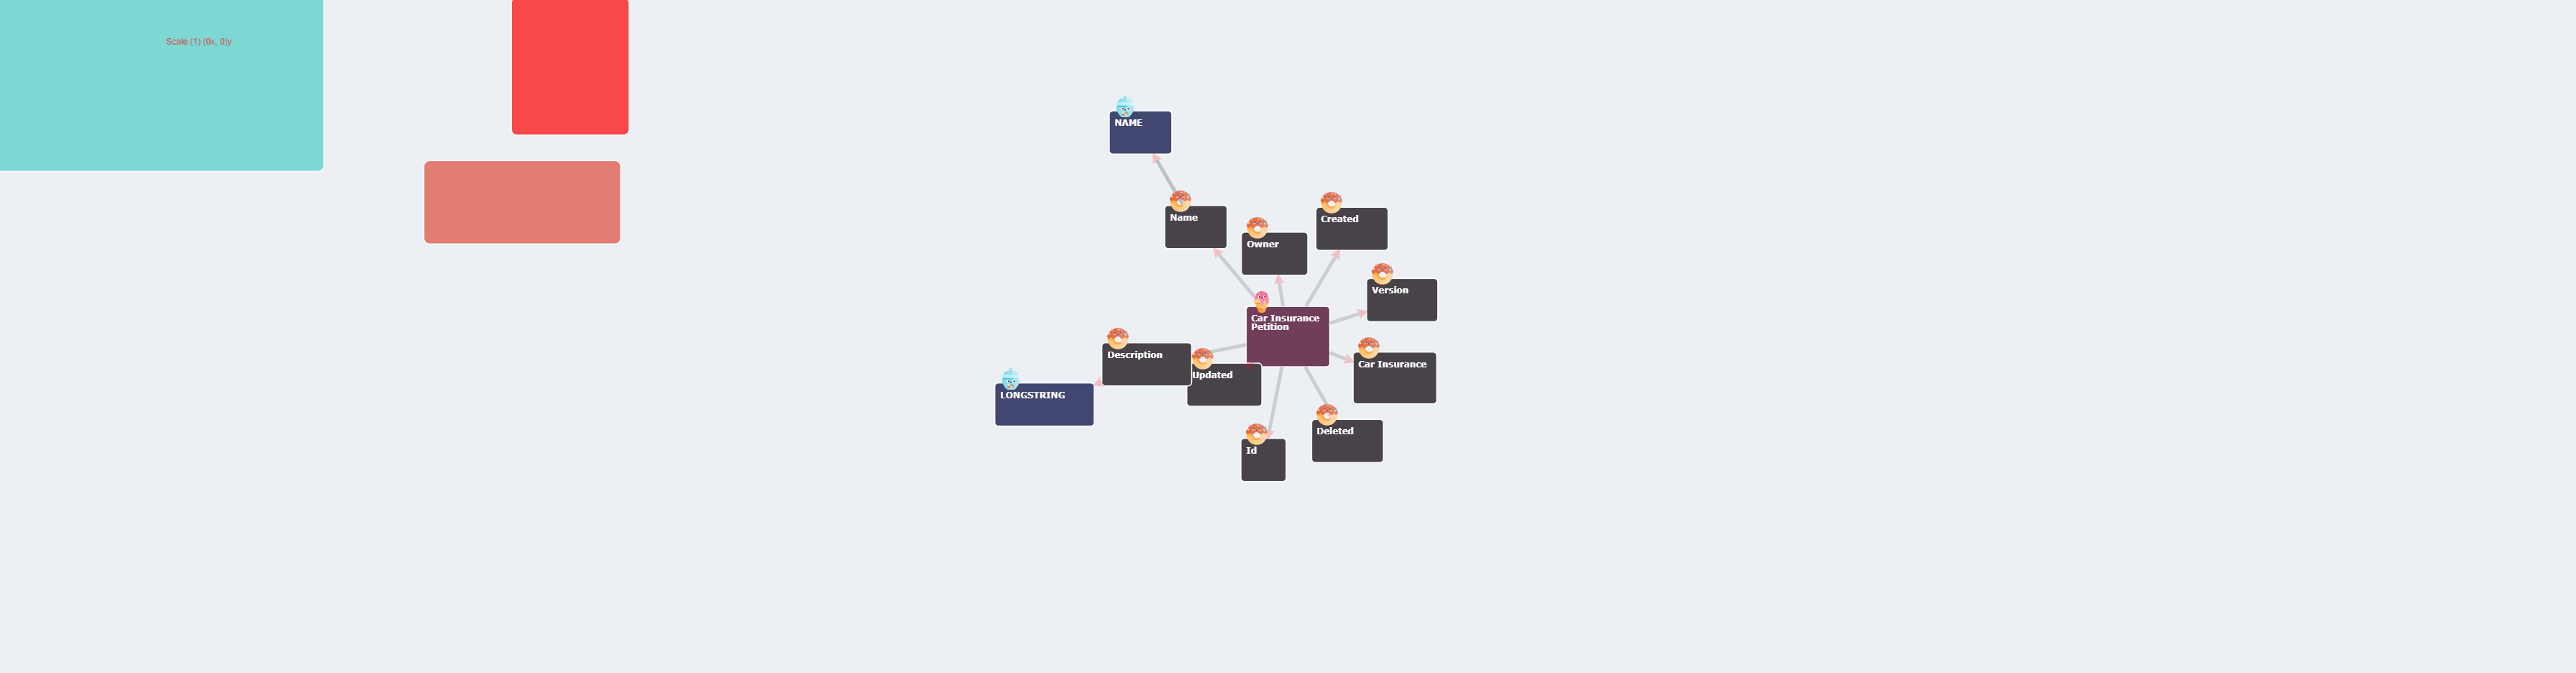 Scale (1) (0x, 0)y
NAME
Name
Created
Owner
Version
Car Insurance
Petition
Description
Car Insurance
Updated
LONGSTRING
Deleted
Id